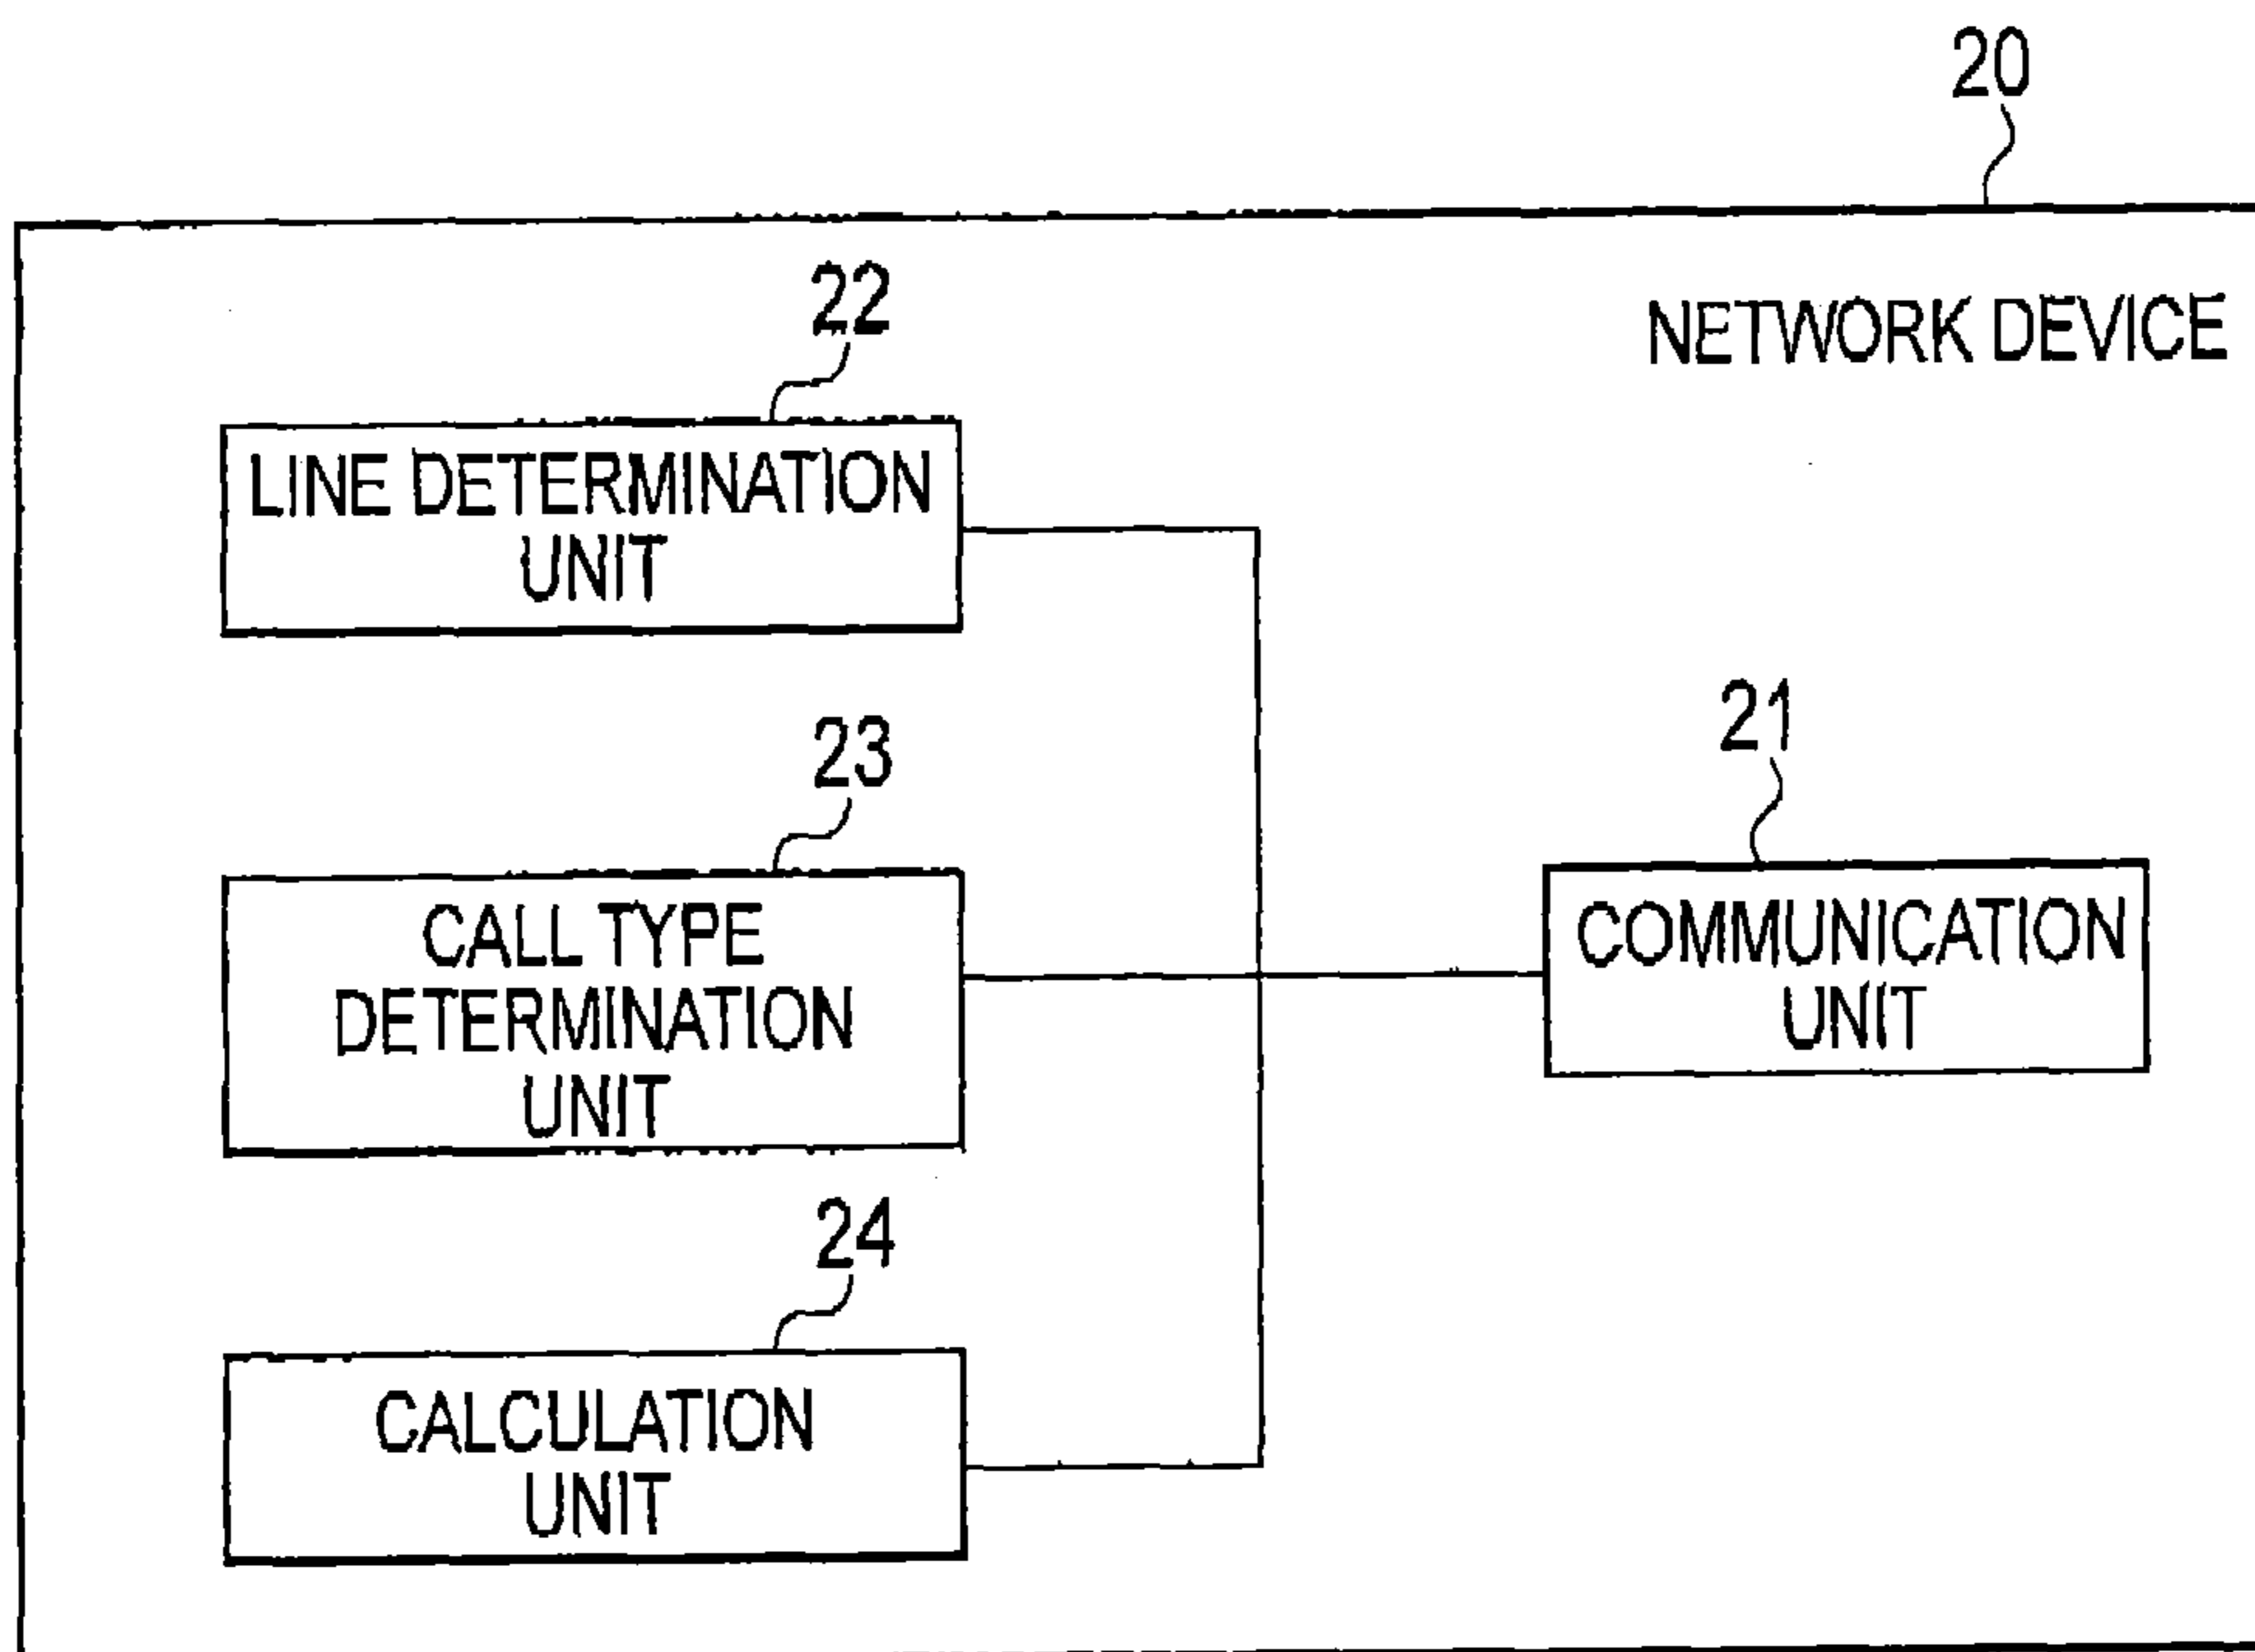 20
NETWORK DEVICE
22
LINE DETERMINATION
UNIT
23
CALL TYPE
DETERMINATION
UNIT
21
COMMUNICATION
UNIT
24
CALCULATION
UNIT